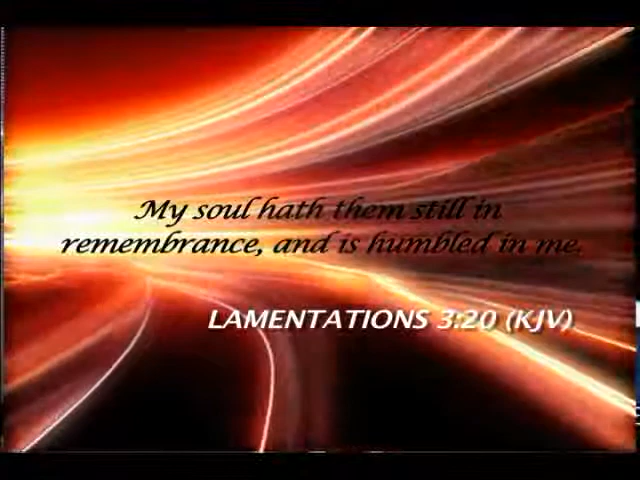 My soul hath them still in
remembrance, and is humbled in me.
LAMENTATIONS 3:20 (KJV)